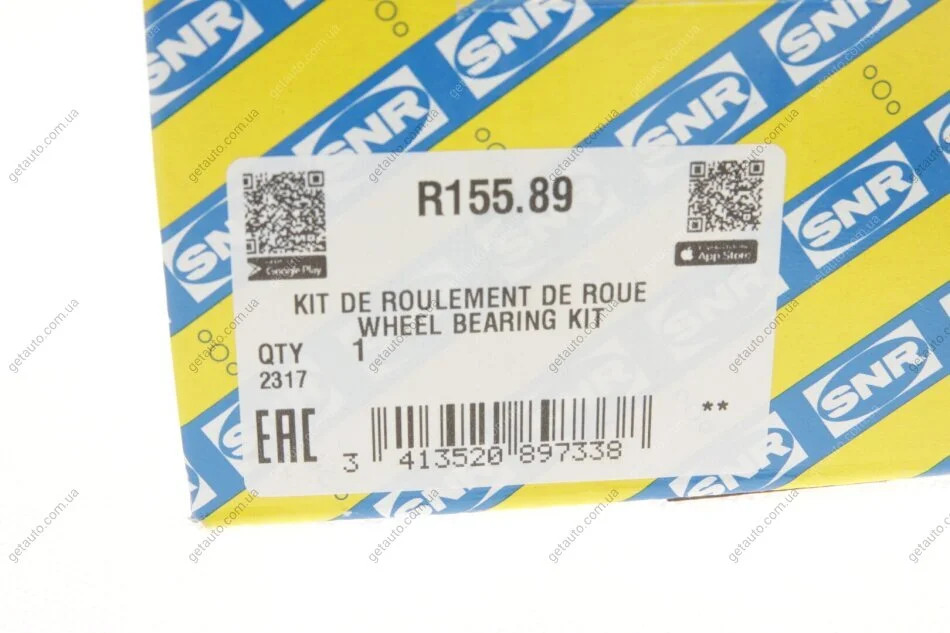 SNR
R155.89
Google Play
App Store
KIT DE ROULEMENT DE ROUE
WHEEL BEARING KIT
QTY 1
2317
EAC
**
3 413520 897338
getauto.com.ua